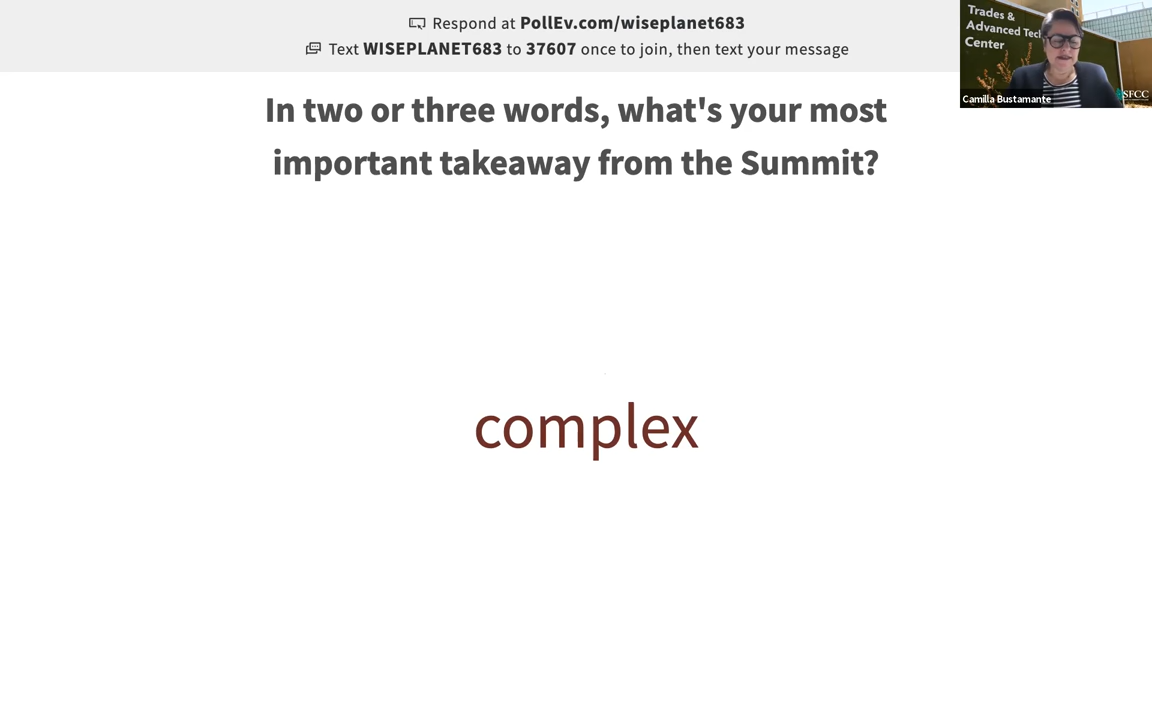 Respond at PollEv.com/wiseplanet683
Text WISEPLANET683 to 37607 once to join, then text your message
In two or three words, what's your most
important takeaway from the Summit?
complex
Trades &
Advanced Tech
Center
Camilla Bustamante
SFCC